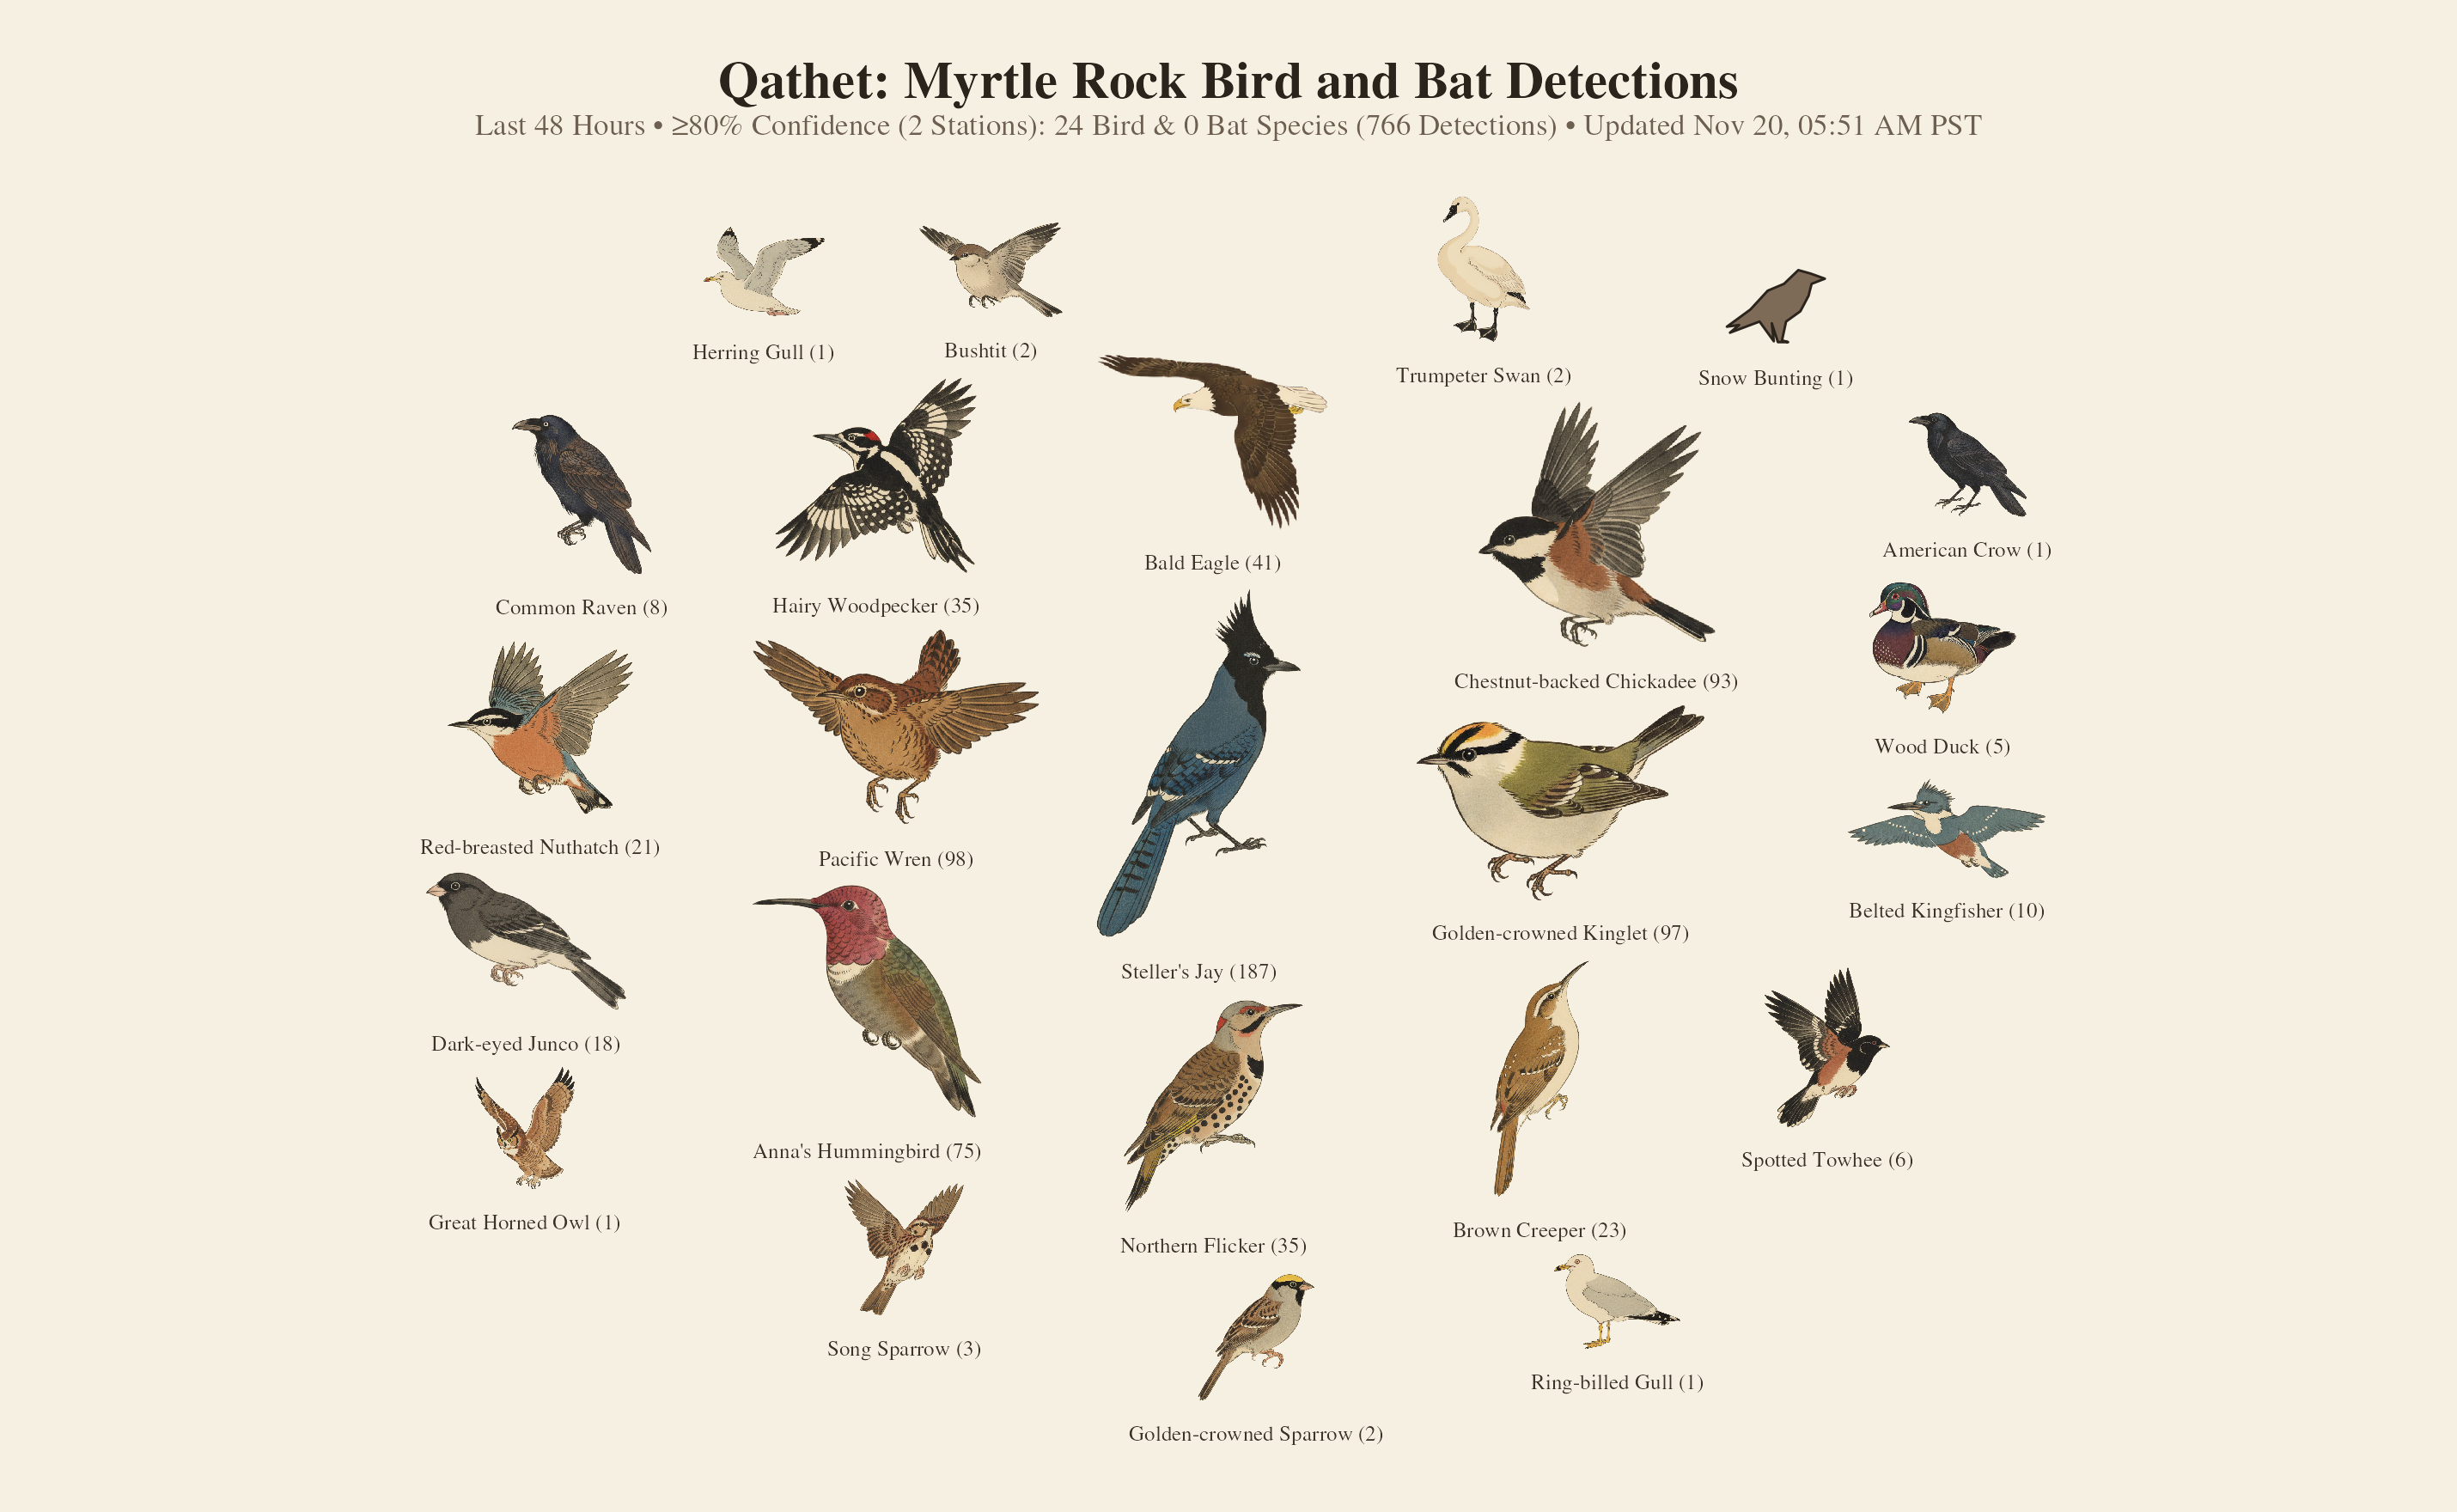 Qathet: Myrtle Rock Bird and Bat Detections
Last 48 Hours • ≥80% Confidence (2 Stations): 24 Bird & 0 Bat Species (766 Detections) • Updated Nov 20, 05:51 AM PST
Herring Gull (1)
Bushtit (2)
Trumpeter Swan (2)
Snow Bunting (1)
Common Raven (8)
Hairy Woodpecker (35)
Bald Eagle (41)
Chestnut-backed Chickadee (93)
American Crow (1)
Wood Duck (5)
Red-breasted Nuthatch (21)
Pacific Wren (98)
Steller's Jay (187)
Golden-crowned Kinglet (97)
Belted Kingfisher (10)
Dark-eyed Junco (18)
Anna's Hummingbird (75)
Northern Flicker (35)
Brown Creeper (23)
Spotted Towhee (6)
Great Horned Owl (1)
Song Sparrow (3)
Golden-crowned Sparrow (2)
Ring-billed Gull (1)